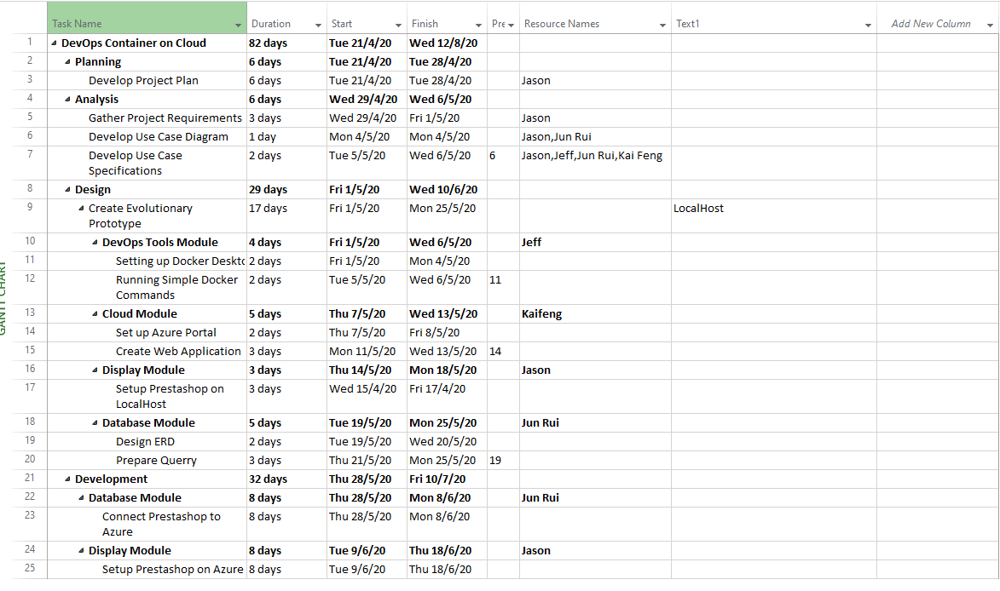 Task Name Duration Start Finish Pre Resource Names Text1 Add New Column
1 DevOps Container on Cloud 82 days Tue 21/4/20 Wed 12/8/20
2 Planning 6 days Tue 21/4/20 Tue 28/4/20
3 Develop Project Plan 6 days Tue 21/4/20 Tue 28/4/20 Jason
4 Analysis 6 days Wed 29/4/20 Wed 6/5/20
5 Gather Project Requirements 3 days Wed 29/4/20 Fri 1/5/20 Jason
6 Develop Use Case Diagram 1 day Mon 4/5/20 Mon 4/5/20 Jason,Jun Rui
7 Develop Use Case 2 days Tue 5/5/20 Wed 6/5/20 6 Jason,Jeff,Jun Rui,Kai Feng
Specifications
8 Design 29 days Fri 1/5/20 Wed 10/6/20
9 Create Evolutionary 17 days Fri 1/5/20 Mon 25/5/20 LocalHost
Prototype
10 DevOps Tools Module 4 days Fri 1/5/20 Wed 6/5/20 Jeff
11 Setting up Docker Deskto 2 days Fri 1/5/20 Mon 4/5/20
12 Running Simple Docker 2 days Tue 5/5/20 Wed 6/5/20 11
Commands
13 Cloud Module 5 days Thu 7/5/20 Wed 13/5/20 Kaifeng
14 Set up Azure Portal 2 days Thu 7/5/20 Fri 8/5/20
15 Create Web Application 3 days Mon 11/5/20 Wed 13/5/20 14
16 Display Module 3 days Thu 14/5/20 Mon 18/5/20 Jason
17 Setup Prestashop on 3 days Wed 15/4/20 Fri 17/4/20
LocalHost
18 Database Module 5 days Tue 19/5/20 Mon 25/5/20 Jun Rui
19 Design ERD 2 days Tue 19/5/20 Wed 20/5/20
20 Prepare Querry 3 days Thu 21/5/20 Mon 25/5/20 19
21 Development 32 days Thu 28/5/20 Fri 10/7/20
22 Database Module 8 days Thu 28/5/20 Mon 8/6/20 Jun Rui
23 Connect Prestashop to 8 days Thu 28/5/20 Mon 8/6/20
Azure
24 Display Module 8 days Tue 9/6/20 Thu 18/6/20 Jason
25 Setup Prestashop on Azure 8 days Tue 9/6/20 Thu 18/6/20
GANTT CHART